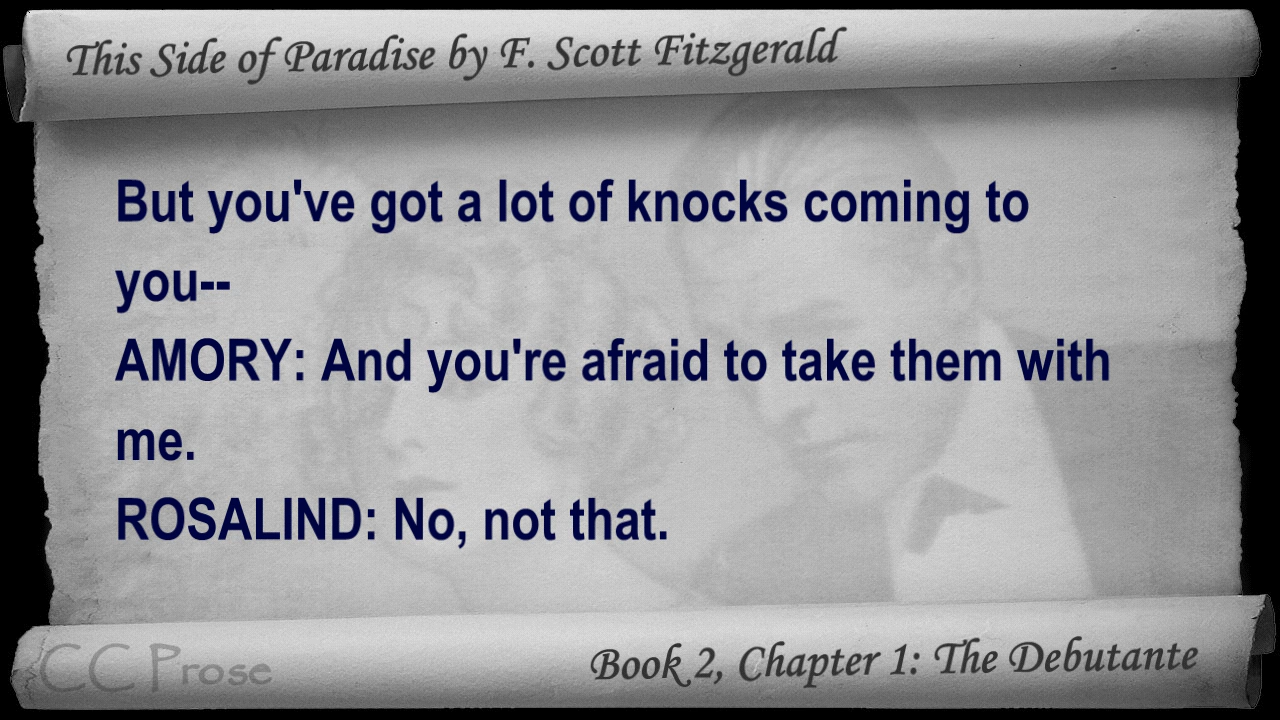 This Side of Paradise by F. Scott Fitzgerald
But you've got a lot of knocks coming to
you--
AMORY: And you're afraid to take them with
me.
ROSALIND: No, not that.
CC Prose
Book 2, Chapter 1: The Debutante